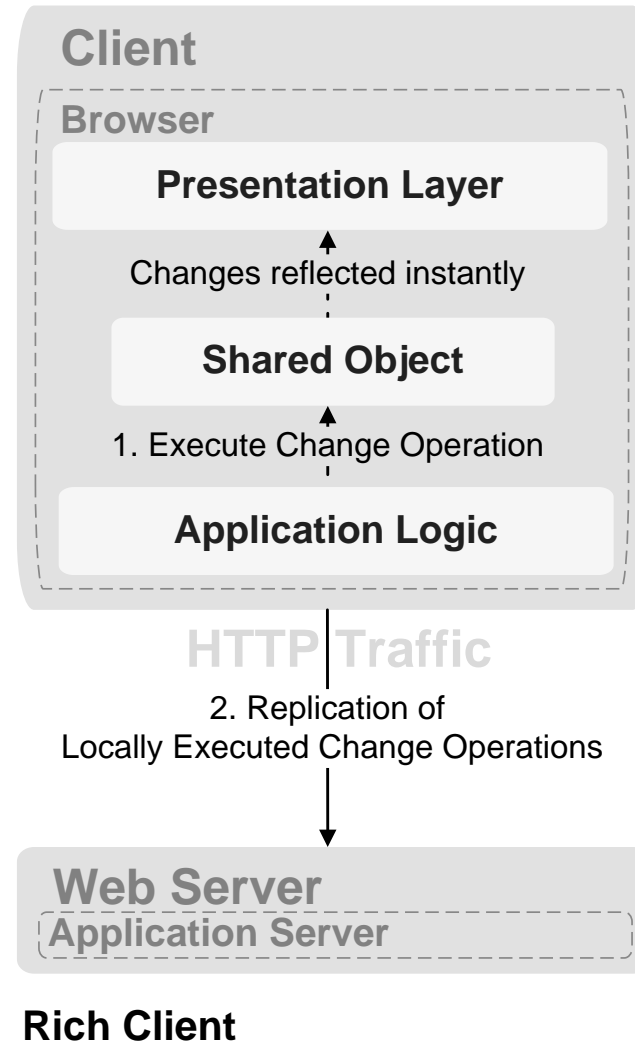 Client
Browser
Presentation Layer
Changes reflected instantly
Shared Object
1. Execute Change Operation
Application Logic
HTTP Traffic
2. Replication of
Locally Executed Change Operations
Web Server
Application Server
Rich Client